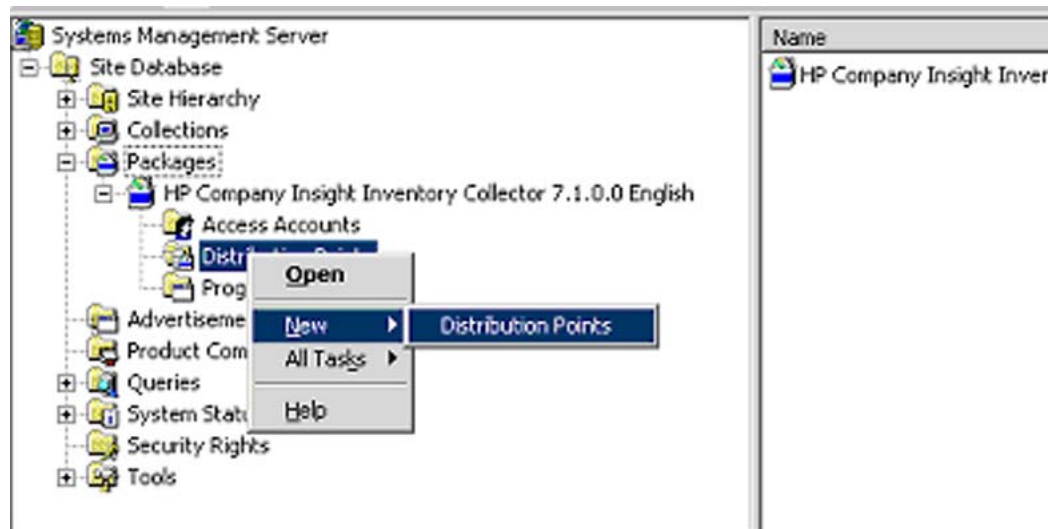 Systems Management Server
Site Database
Site Hierarchy
Collections
Packages
HP Company Insight Inventory Collector 7.1.0.0 English
Access Accounts
Distr
Prog
Advertiseme
Product Com
Queries
System Statu
Security Rights
Tools
Open
New
Distribution Points
All Tasks
Help
Name
HP Company Insight Inver